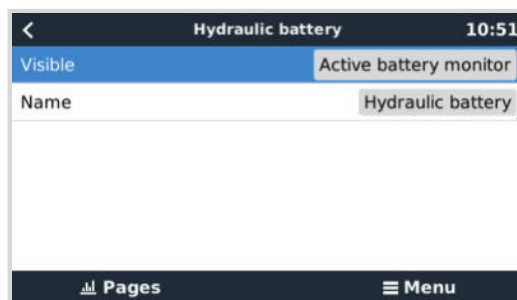 Hydraulic battery 10:51
Visible Active battery monitor
Name Hydraulic battery
Pages Menu